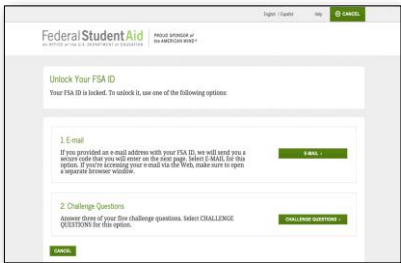 English | Español Help CANCEL
Federal Student Aid PROUD SPONSOR of
An OFFICE of the U.S. DEPARTMENT of EDUCATION the AMERICAN MIND®
Unlock Your FSA ID
Your FSA ID is locked. To unlock it, use one of the following options:
1. E-mail
If you provided an e-mail address with your FSA ID, we will send you a
secure code that you will enter on the next page. Select E-MAIL for this
option. If you're accessing your e-mail via the Web, make sure to open
a separate browser window.
E-MAIL ›
2. Challenge Questions
Answer three of your five challenge questions. Select CHALLENGE
QUESTIONS for this option.
CHALLENGE QUESTIONS ›
CANCEL